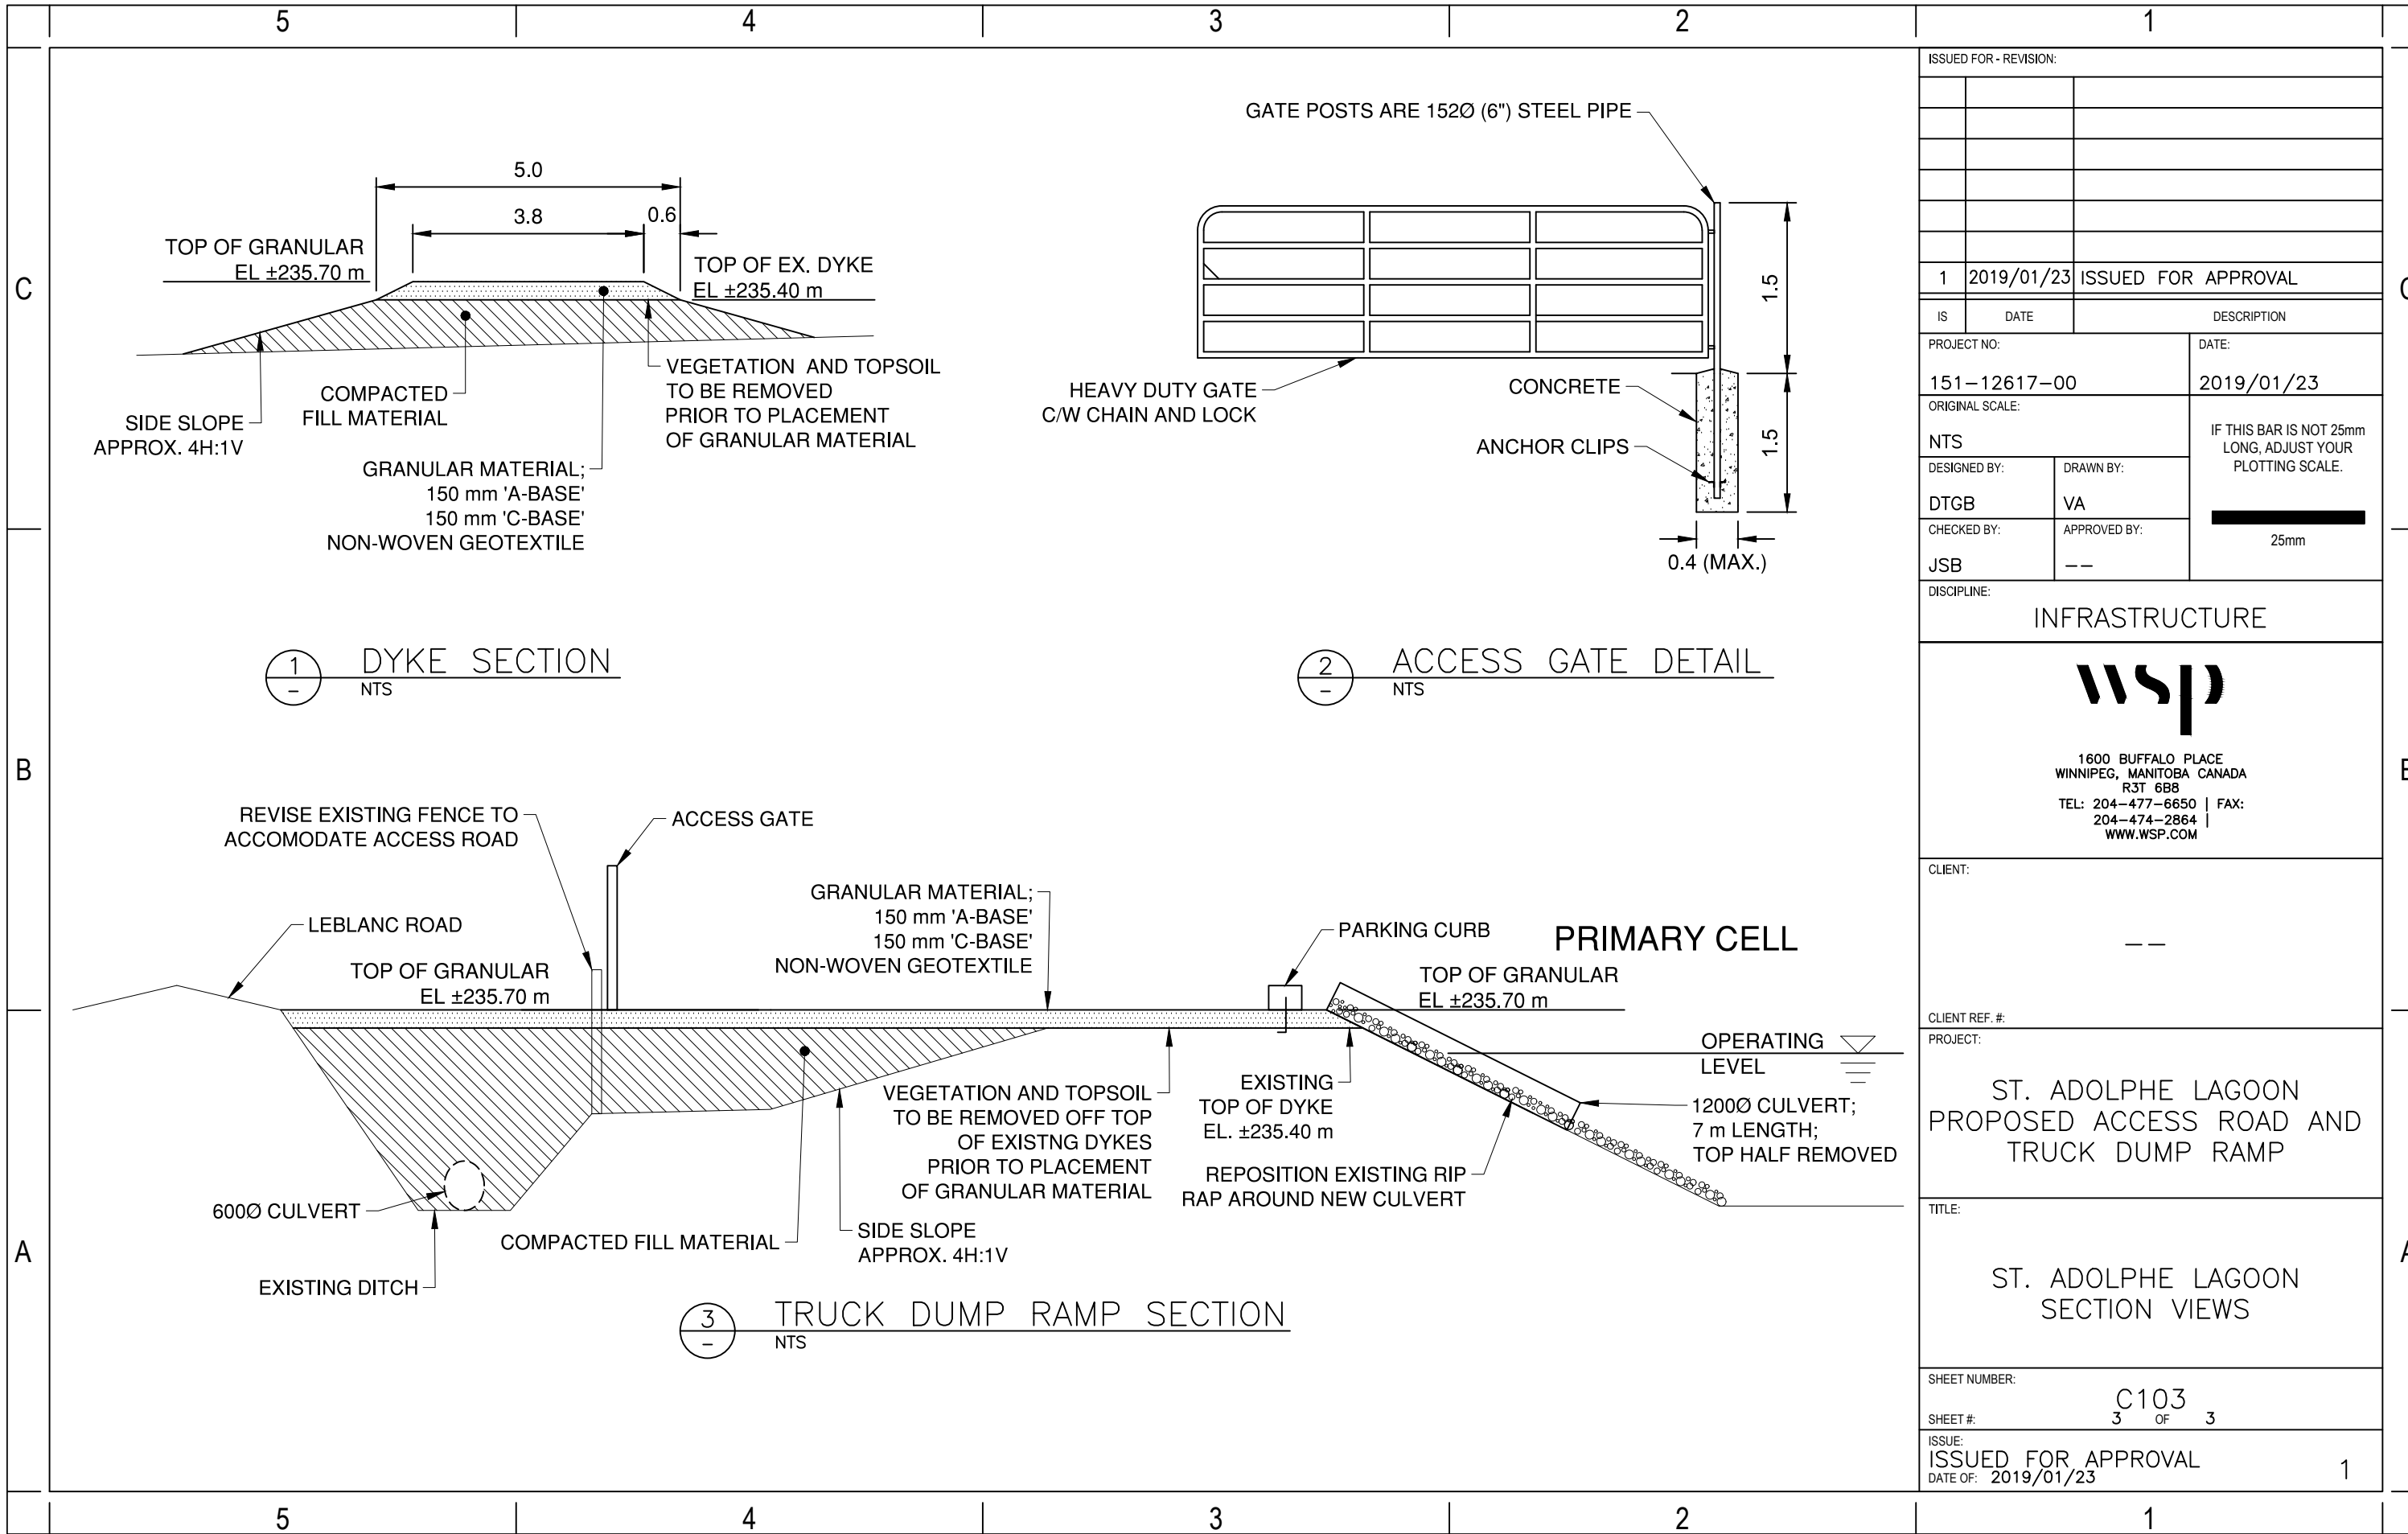 5
4
3
2
1
C
B
A
5.0
3.8
0.6
TOP OF GRANULAR
EL ±235.70 m
TOP OF EX. DYKE
EL ±235.40 m
SIDE SLOPE
APPROX. 4H:1V
COMPACTED
FILL MATERIAL
VEGETATION AND TOPSOIL
TO BE REMOVED
PRIOR TO PLACEMENT
OF GRANULAR MATERIAL
GRANULAR MATERIAL;
150 mm 'A-BASE'
150 mm 'C-BASE'
NON-WOVEN GEOTEXTILE
1
-
DYKE SECTION
NTS
GATE POSTS ARE 152Ø (6") STEEL PIPE
1.5
1.5
HEAVY DUTY GATE
C/W CHAIN AND LOCK
CONCRETE
ANCHOR CLIPS
0.4 (MAX.)
2
-
ACCESS GATE DETAIL
NTS
REVISE EXISTING FENCE TO
ACCOMODATE ACCESS ROAD
ACCESS GATE
LEBLANC ROAD
TOP OF GRANULAR
EL ±235.70 m
GRANULAR MATERIAL;
150 mm 'A-BASE'
150 mm 'C-BASE'
NON-WOVEN GEOTEXTILE
PARKING CURB
PRIMARY CELL
TOP OF GRANULAR
EL ±235.70 m
OPERATING
LEVEL
VEGETATION AND TOPSOIL
TO BE REMOVED OFF TOP
OF EXISTNG DYKES
PRIOR TO PLACEMENT
OF GRANULAR MATERIAL
EXISTING
TOP OF DYKE
EL. ±235.40 m
1200Ø CULVERT;
7 m LENGTH;
TOP HALF REMOVED
REPOSITION EXISTING RIP
RAP AROUND NEW CULVERT
600Ø CULVERT
COMPACTED FILL MATERIAL
SIDE SLOPE
APPROX. 4H:1V
EXISTING DITCH
3
-
TRUCK DUMP RAMP SECTION
NTS
ISSUED FOR - REVISION:
1 2019/01/23 ISSUED FOR APPROVAL
IS DATE DESCRIPTION
PROJECT NO: DATE:
151-12617-00 2019/01/23
ORIGINAL SCALE:
NTS
IF THIS BAR IS NOT 25mm
LONG, ADJUST YOUR
PLOTTING SCALE.
25mm
DESIGNED BY: DRAWN BY:
DTGB VA
CHECKED BY: APPROVED BY:
JSB --
DISCIPLINE:
INFRASTRUCTURE
wsp
1600 BUFFALO PLACE
WINNIPEG, MANITOBA CANADA
R3T 6B8
TEL: 204-477-6650 | FAX:
204-474-2864 |
WWW.WSP.COM
CLIENT:
--
CLIENT REF. #:
PROJECT:
ST. ADOLPHE LAGOON
PROPOSED ACCESS ROAD AND
TRUCK DUMP RAMP
TITLE:
ST. ADOLPHE LAGOON
SECTION VIEWS
SHEET NUMBER:
C103
SHEET #: 3 OF 3
ISSUE:
ISSUED FOR APPROVAL 1
DATE OF: 2019/01/23
C
B
A
5
4
3
2
1